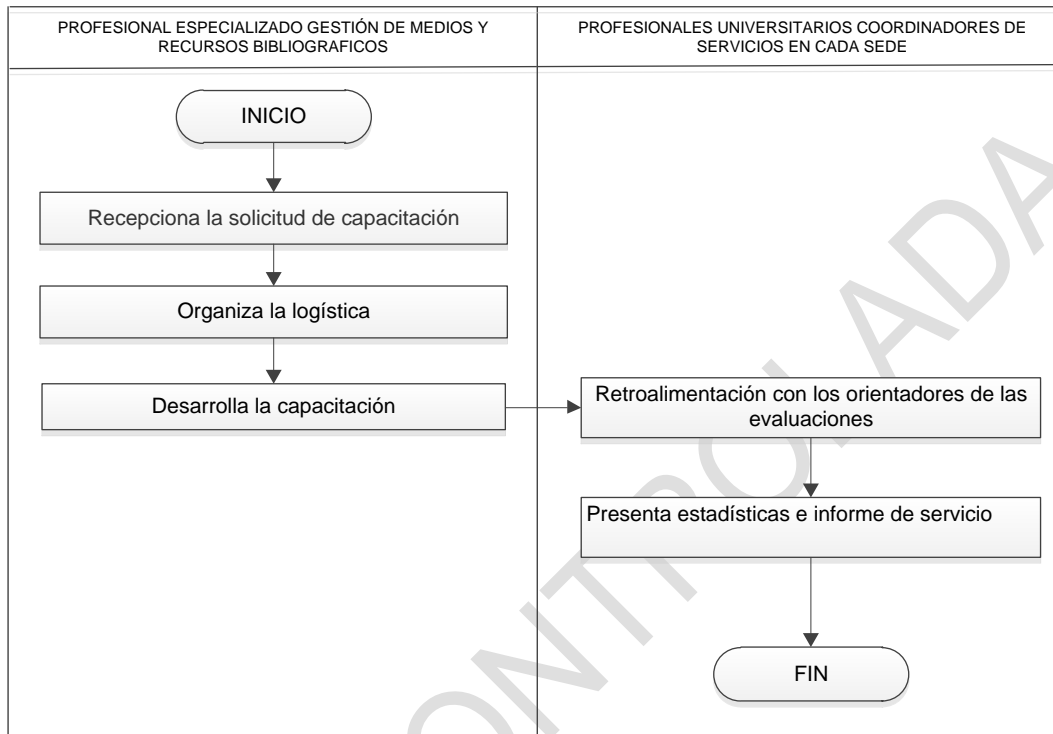 PROFESIONAL ESPECIALIZADO GESTIÓN DE MEDIOS Y
RECURSOS BIBLIOGRAFICOS
PROFESIONALES UNIVERSITARIOS COORDINADORES DE
SERVICIOS EN CADA SEDE
INICIO
Recepciona la solicitud de capacitación
Organiza la logística
Desarrolla la capacitación
Retroalimentación con los orientadores de las
evaluaciones
Presenta estadísticas e informe de servicio
FIN
ONTROLADA